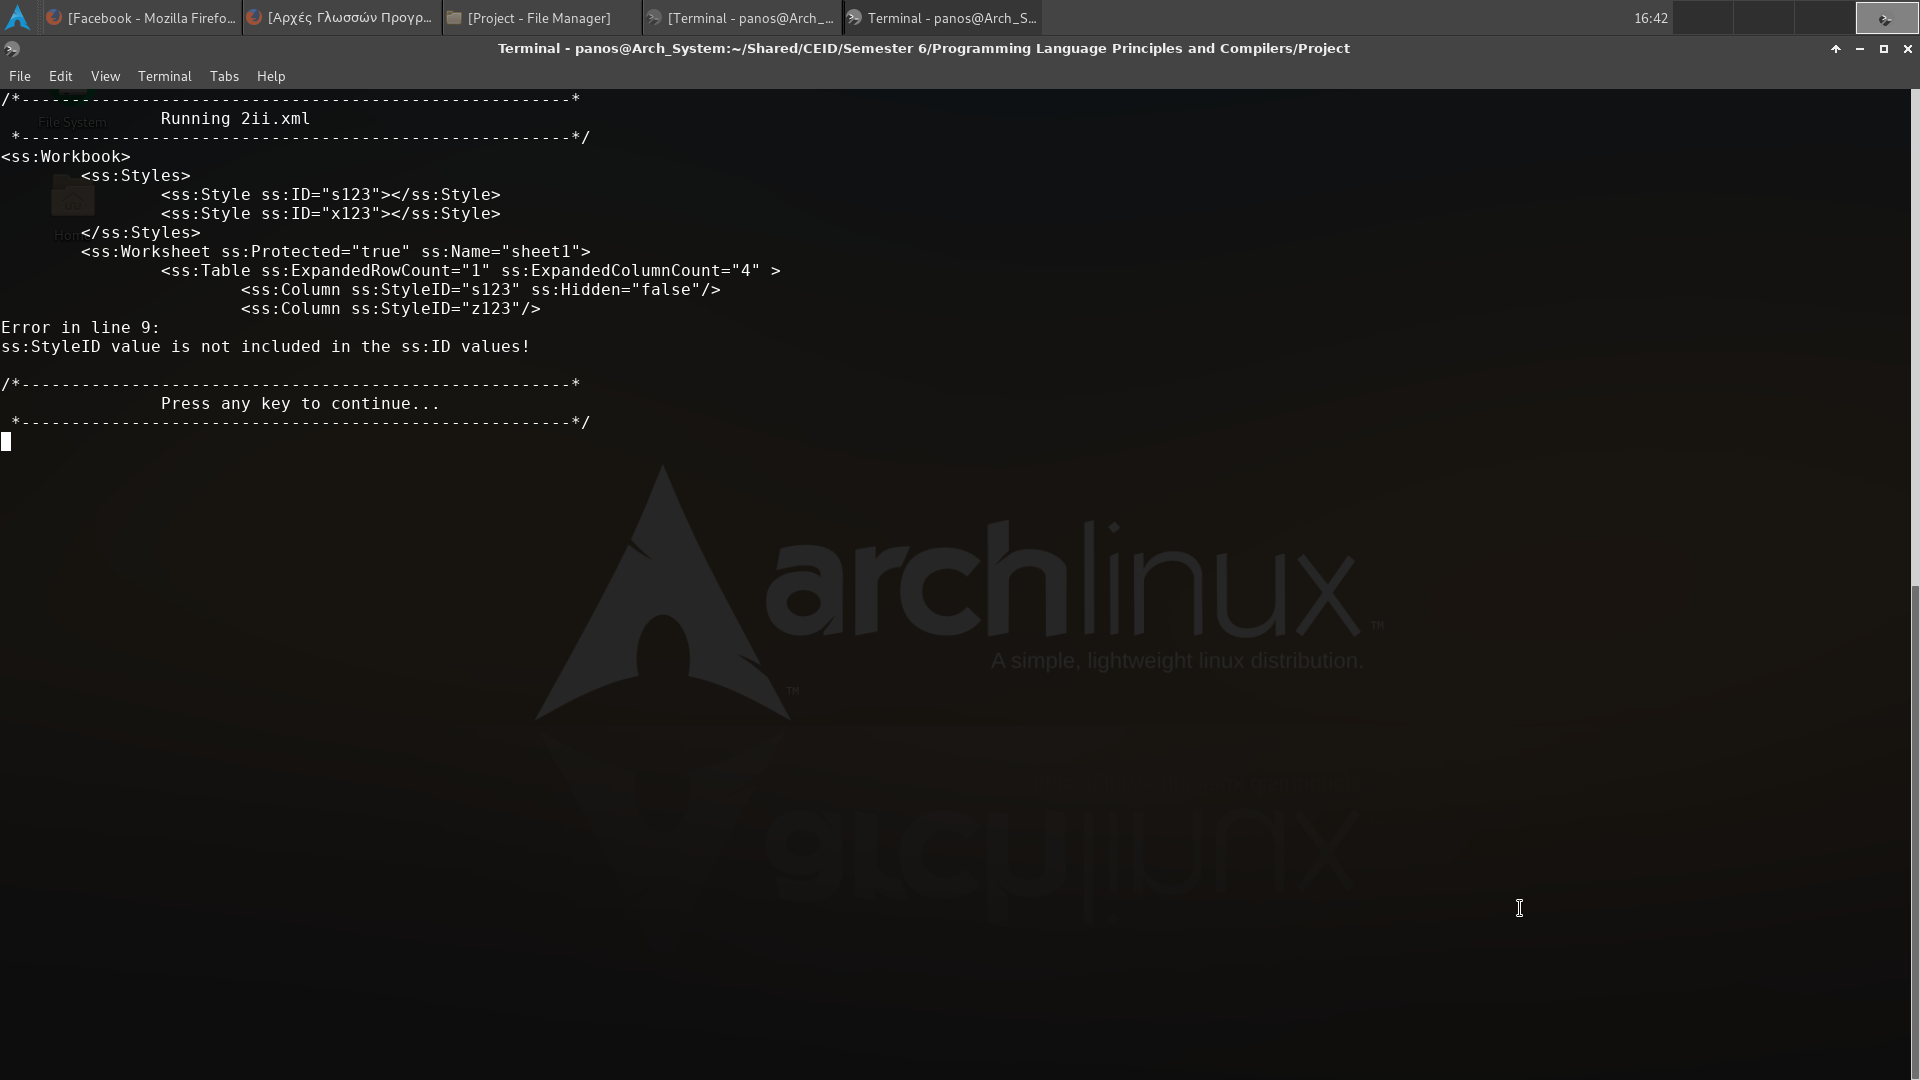 [Facebook - Mozilla Firefo... [Αρχές Γλωσσών Προγρ... [Project - File Manager] [Terminal - panos@Arch_... Terminal - panos@Arch_S... 16:42
Terminal - panos@Arch_System:~/Shared/CEID/Semester 6/Programming Language Principles and Compilers/Project
File Edit View Terminal Tabs Help
/*-------------------------------------------------------*
File System
Running 2ii.xml
*-------------------------------------------------------*/
<ss:Workbook>
<ss:Styles>
<ss:Style ss:ID="s123"></ss:Style>
<ss:Style ss:ID="x123"></ss:Style>
Home
</ss:Styles>
<ss:Worksheet ss:Protected="true" ss:Name="sheet1">
<ss:Table ss:ExpandedRowCount="1" ss:ExpandedColumnCount="4" >
<ss:Column ss:StyleID="s123" ss:Hidden="false"/>
<ss:Column ss:StyleID="z123"/>
Error in line 9:
ss:StyleID value is not included in the ss:ID values!
/*-------------------------------------------------------*
Press any key to continue...
*-------------------------------------------------------*/
archlinux™
A simple, lightweight linux distribution.
™